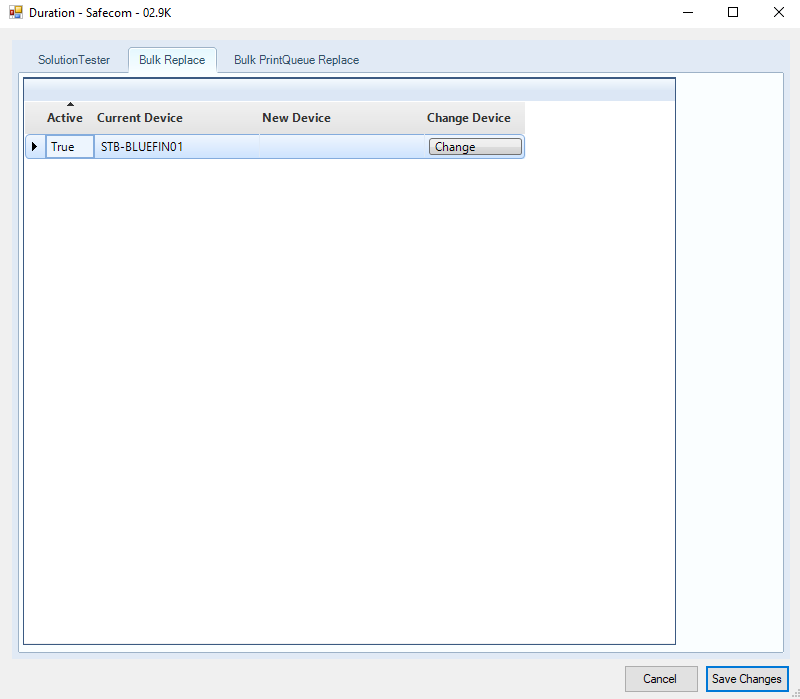 Duration - Safecom - 02.9K
SolutionTester Bulk Replace Bulk PrintQueue Replace
Active Current Device New Device Change Device
True STB-BLUEFIN01 Change
Cancel Save Changes